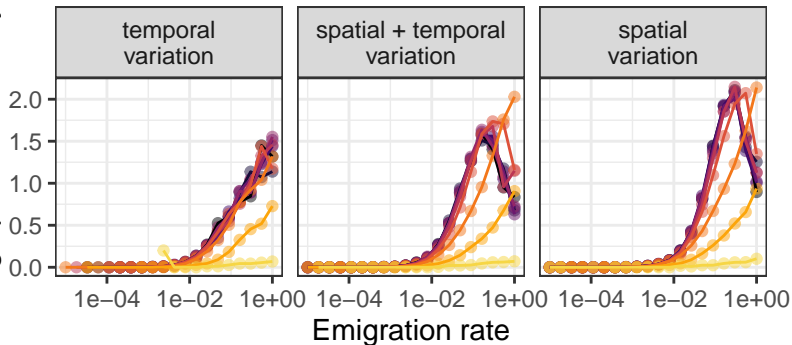 temporal
variation
spatial + temporal
variation
spatial
variation
2.0
1.5
1.0
0.5
0.0
1e−04 1e−02 1e+00 1e−04 1e−02 1e+00 1e−04 1e−02 1e+00
Emigration rate